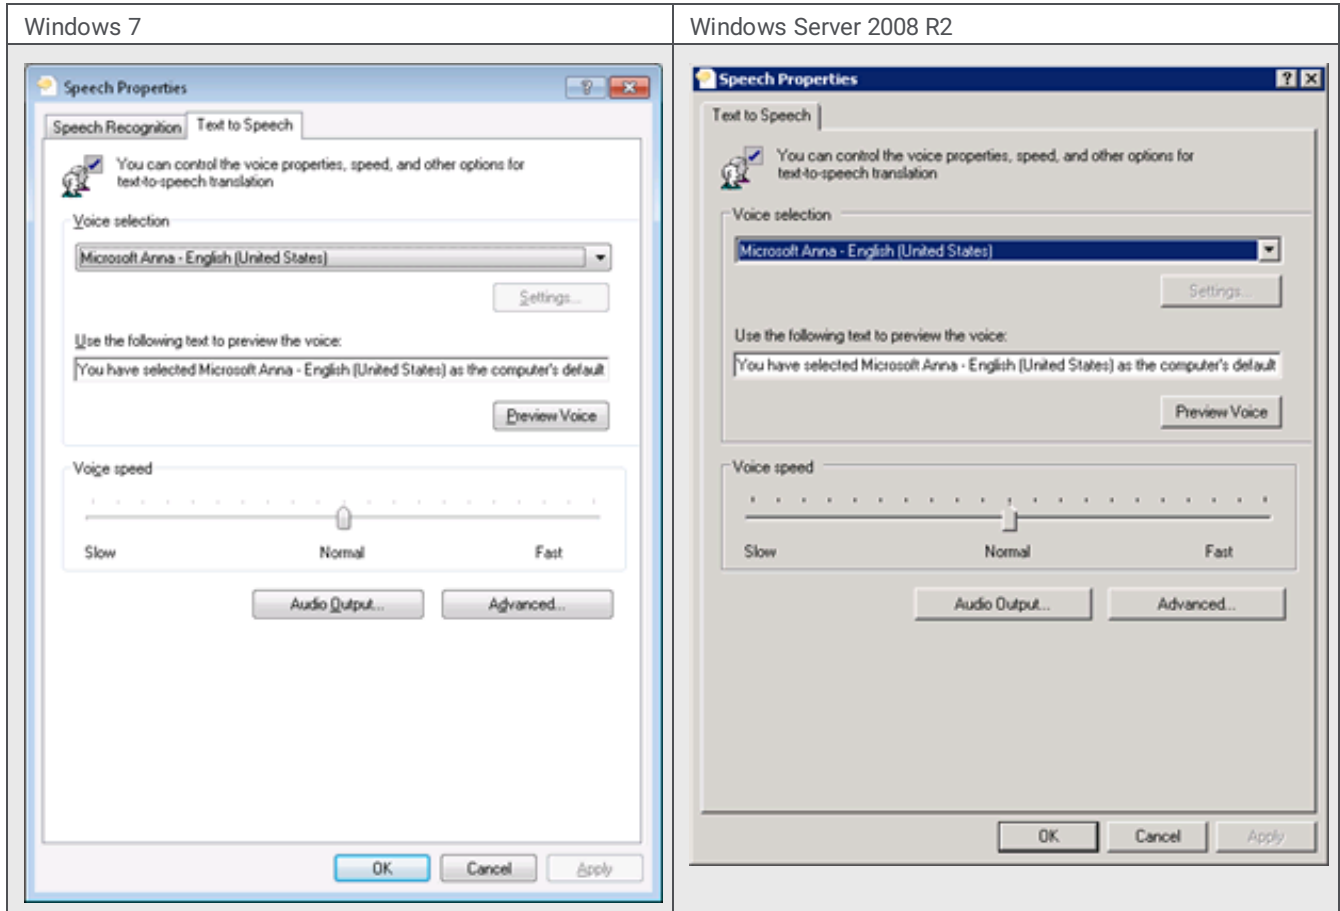 Windows 7
Speech Properties
Speech Recognition
Text to Speech
You can control the voice properties, speed, and other options for
text-to-speech translation
Voice selection
Microsoft Anna - English (United States)
Settings...
Use the following text to preview the voice:
You have selected Microsoft Anna - English (United States) as the computer's default
Preview Voice
Voice speed
Slow Normal Fast
Audio Output... Advanced...
OK Cancel Apply
Windows Server 2008 R2
Speech Properties
Text to Speech
You can control the voice properties, speed, and other options for
text-to-speech translation
Voice selection
Microsoft Anna - English (United States)
Settings...
Use the following text to preview the voice:
You have selected Microsoft Anna - English (United States) as the computer's default
Preview Voice
Voice speed
Slow Normal Fast
Audio Output... Advanced...
OK Cancel Apply